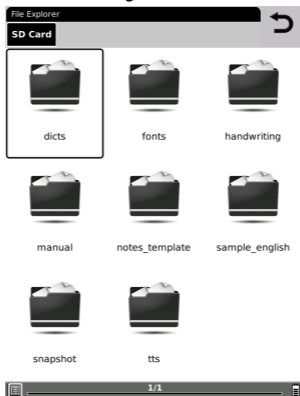 File Explorer
SD Card
dicts fonts handwriting
manual notes_template sample_english
snapshot tts
1/1